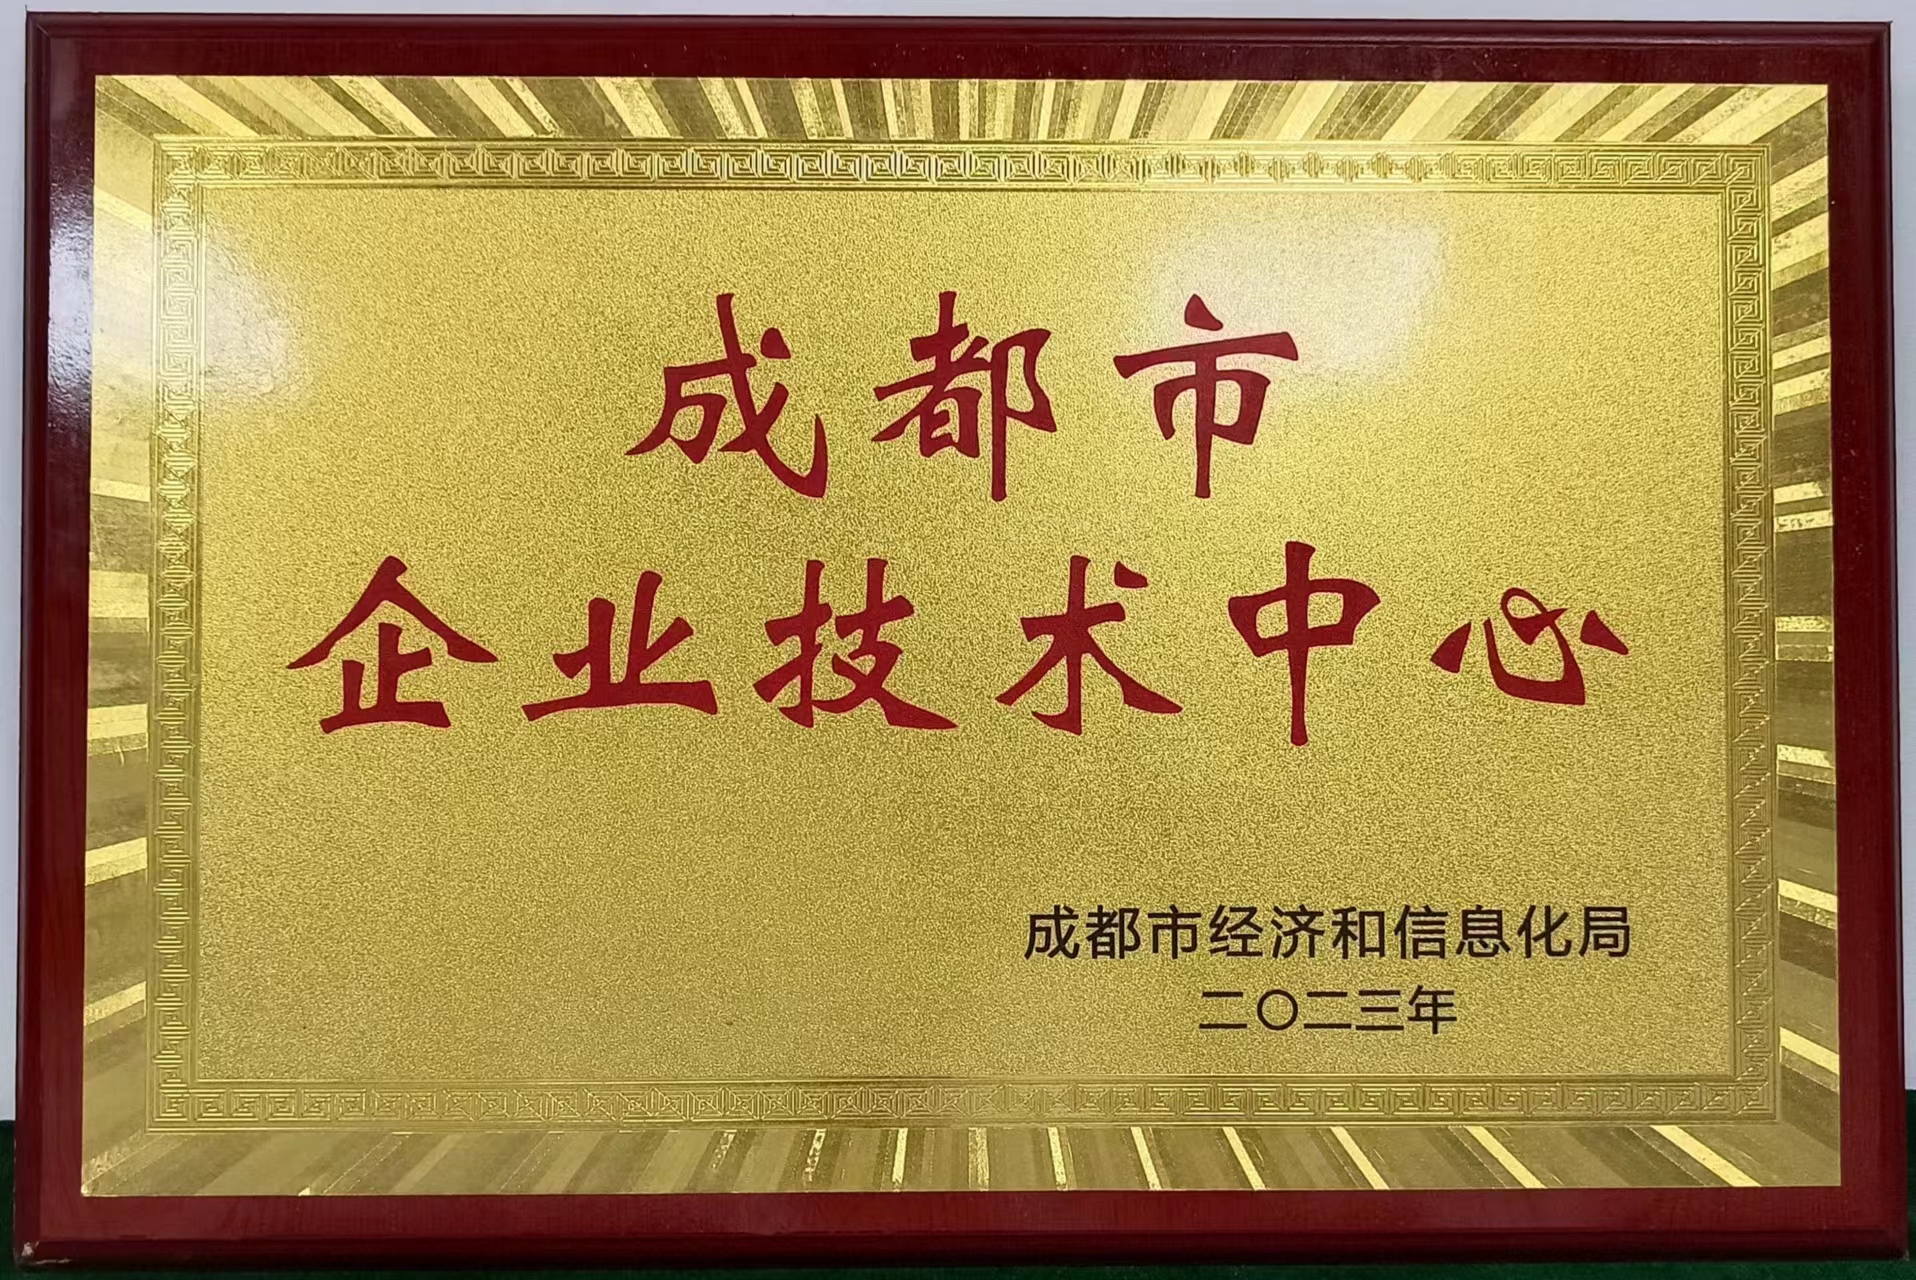 成都市
企业技术中心
成都市经济和信息化局
二〇二三年